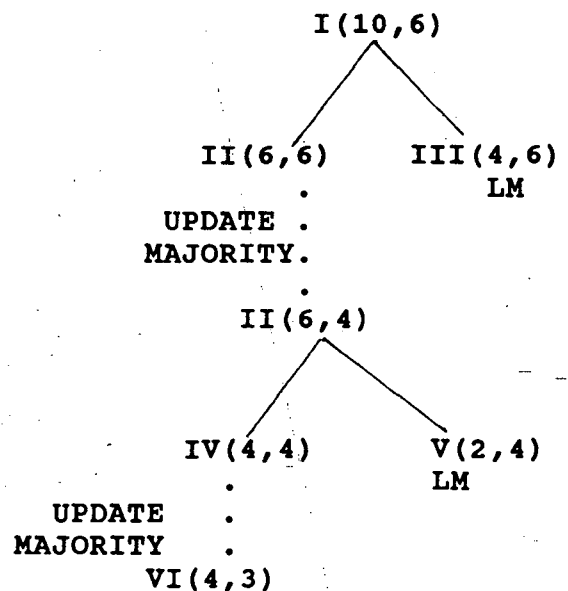 I(10,6)
II(6,6) III(4,6)
LM
UPDATE
MAJORITY
II(6,4)
IV(4,4) V(2,4)
LM
UPDATE
MAJORITY
VI(4,3)